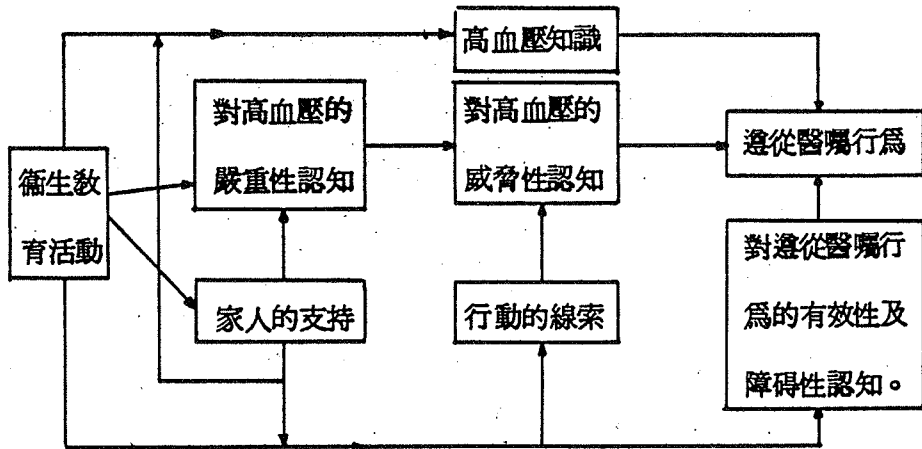 高血壓知識
對高血壓的
嚴重性認知
對高血壓的
威脅性認知
遵從醫囑行爲
衞生敎
育活動
家人的支持
行動的線索
對遵從醫囑行
爲的有效性及
障碍性認知。